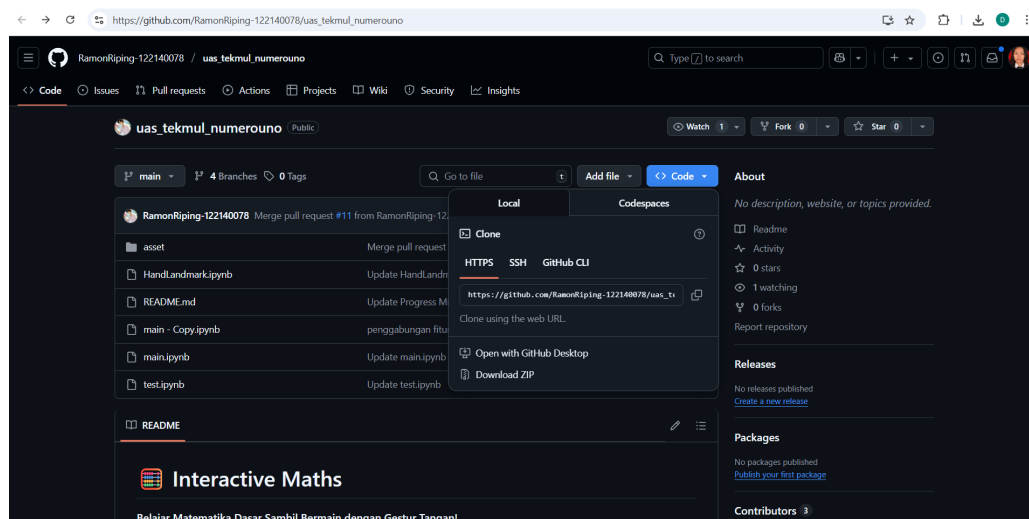 https://github.com/RamonRiping-122140078/uas_tekmul_numerouno
RamonRiping-122140078 / uas_tekmul_numerouno
Q Type / to search
Code Issues Pull requests Actions Projects Wiki Security Insights
uas_tekmul_numerouno Public
Watch 1 Fork 0 Star 0
main 4 Branches 0 Tags
Go to file t
Add file
Code
RamonRiping-122140078 Merge pull request #11 from RamonRiping-12
asset Merge pull request
HandLandmark.ipynb Update HandLandm
README.md Update Progress M
main - Copy.ipynb penggabungan fitu
main.ipynb Update main.ipynb
test.ipynb Update test.ipynb
Local Codespaces
Clone
HTTPS SSH GitHub CLI
https://github.com/RamonRiping-122140078/uas_te
Clone using the web URL.
Open with GitHub Desktop
Download ZIP
README
Interactive Maths
Belajar Matematika Dasar Sambil Bermain dengan Gestur Tangan!
About
No description, website, or topics provided.
Readme
Activity
0 stars
1 watching
0 forks
Report repository
Releases
No releases published
Create a new release
Packages
No packages published
Publish your first package
Contributors 3